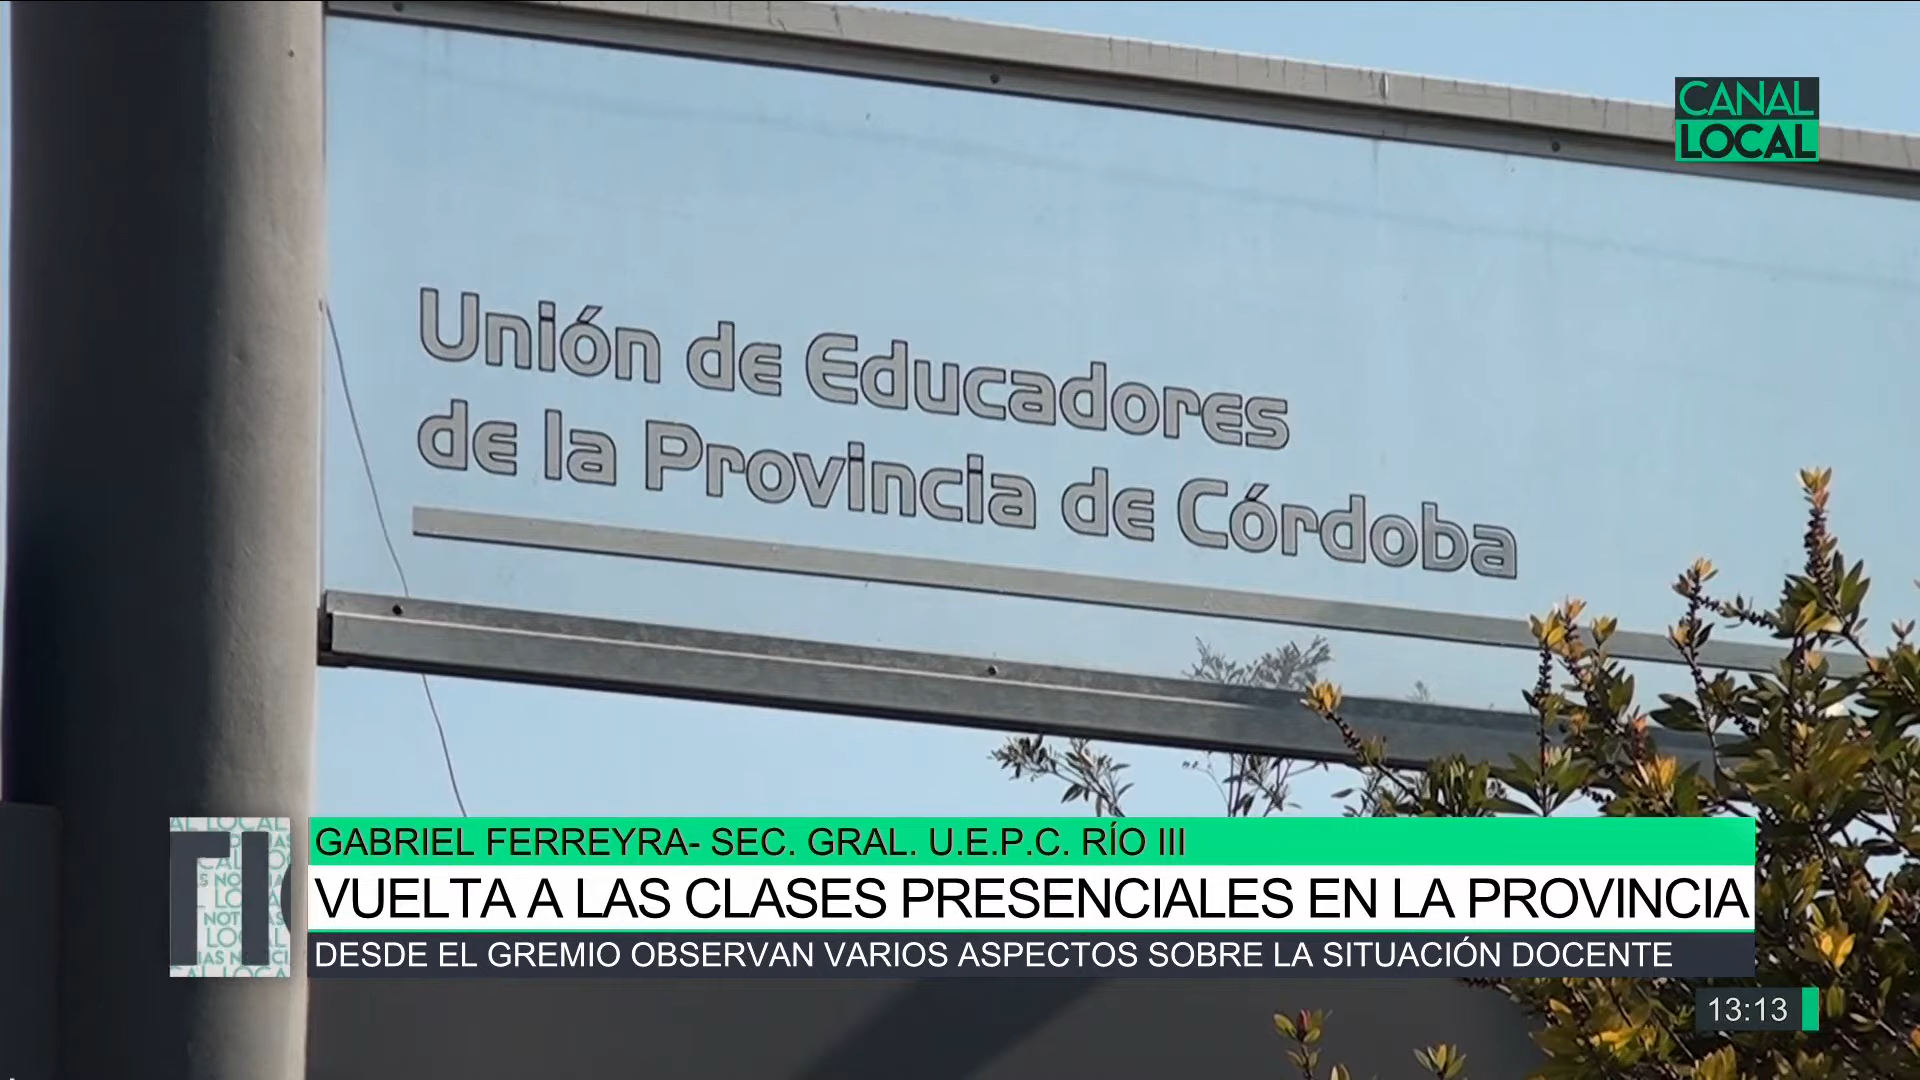 CANAL
LOCAL
Unión de Educadores
de la Provincia de Córdoba
GABRIEL FERREYRA- SEC. GRAL. U.E.P.C. RÍO III
VUELTA A LAS CLASES PRESENCIALES EN LA PROVINCIA
DESDE EL GREMIO OBSERVAN VARIOS ASPECTOS SOBRE LA SITUACIÓN DOCENTE
13:13